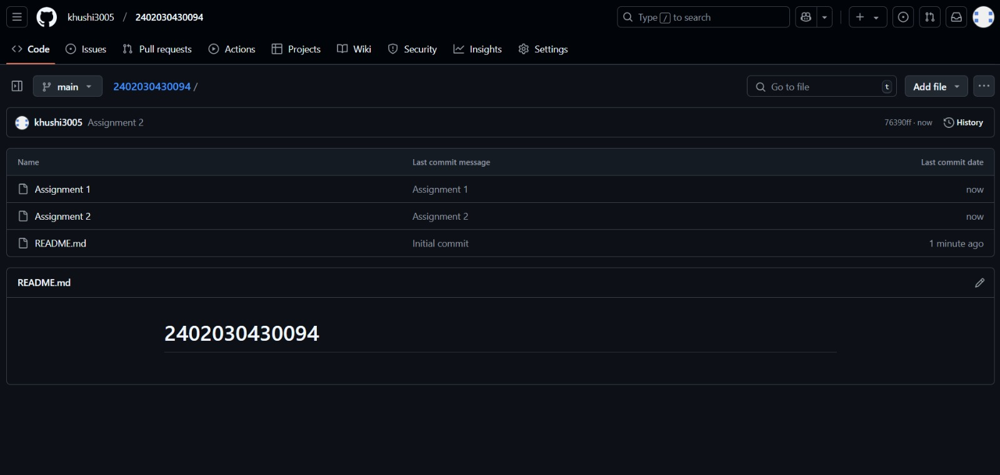 khushi3005 / 2402030430094 Type / to search
Code Issues Pull requests Actions Projects Wiki Security Insights Settings
main 2402030430094 / Go to file t Add file
khushi3005 Assignment 2 76390ff · now History
Name Last commit message Last commit date
Assignment 1 Assignment 1 now
Assignment 2 Assignment 2 now
README.md Initial commit 1 minute ago
README.md
2402030430094